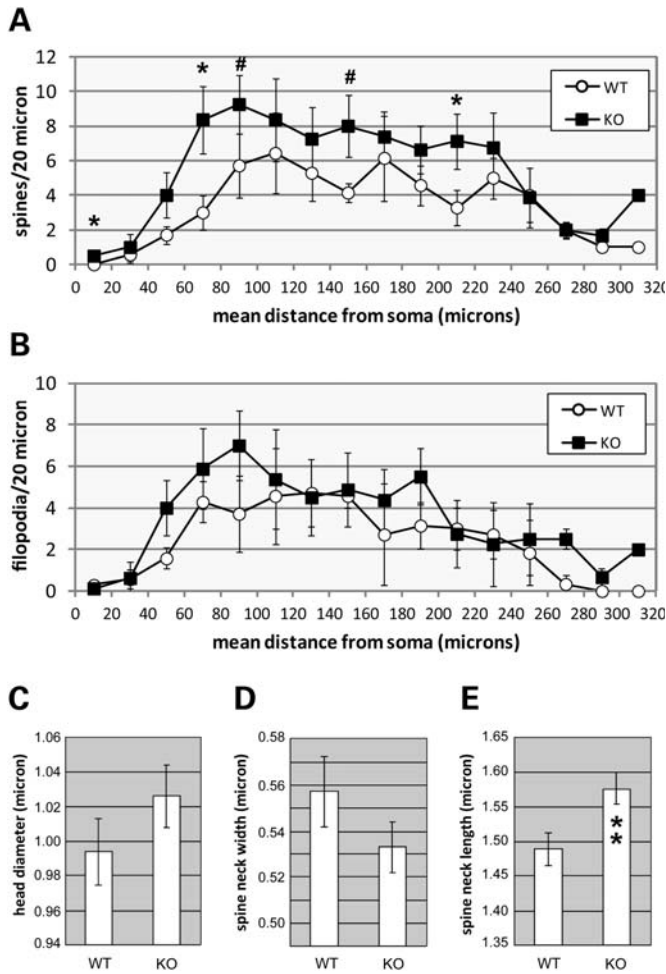 A
spines/20 micron
12
10
8
6
4
2
0
* # # * *
WT
KO
0 20 40 60 80 100 120 140 160 180 200 220 240 260 280 300 320
mean distance from soma (microns)
B
filopodia/20 micron
10
8
6
4
2
0
WT
KO
0 20 40 60 80 100 120 140 160 180 200 220 240 260 280 300 320
mean distance from soma (microns)
C
head diameter (micron)
1.06
1.04
1.02
1.00
0.98
0.96
0.94
WT KO
D
spine neck width (micron)
0.58
0.56
0.54
0.52
0.50
WT KO
E
spine neck length (micron)
1.65
1.60
1.55
1.50
1.45
1.40
1.35
**
WT KO